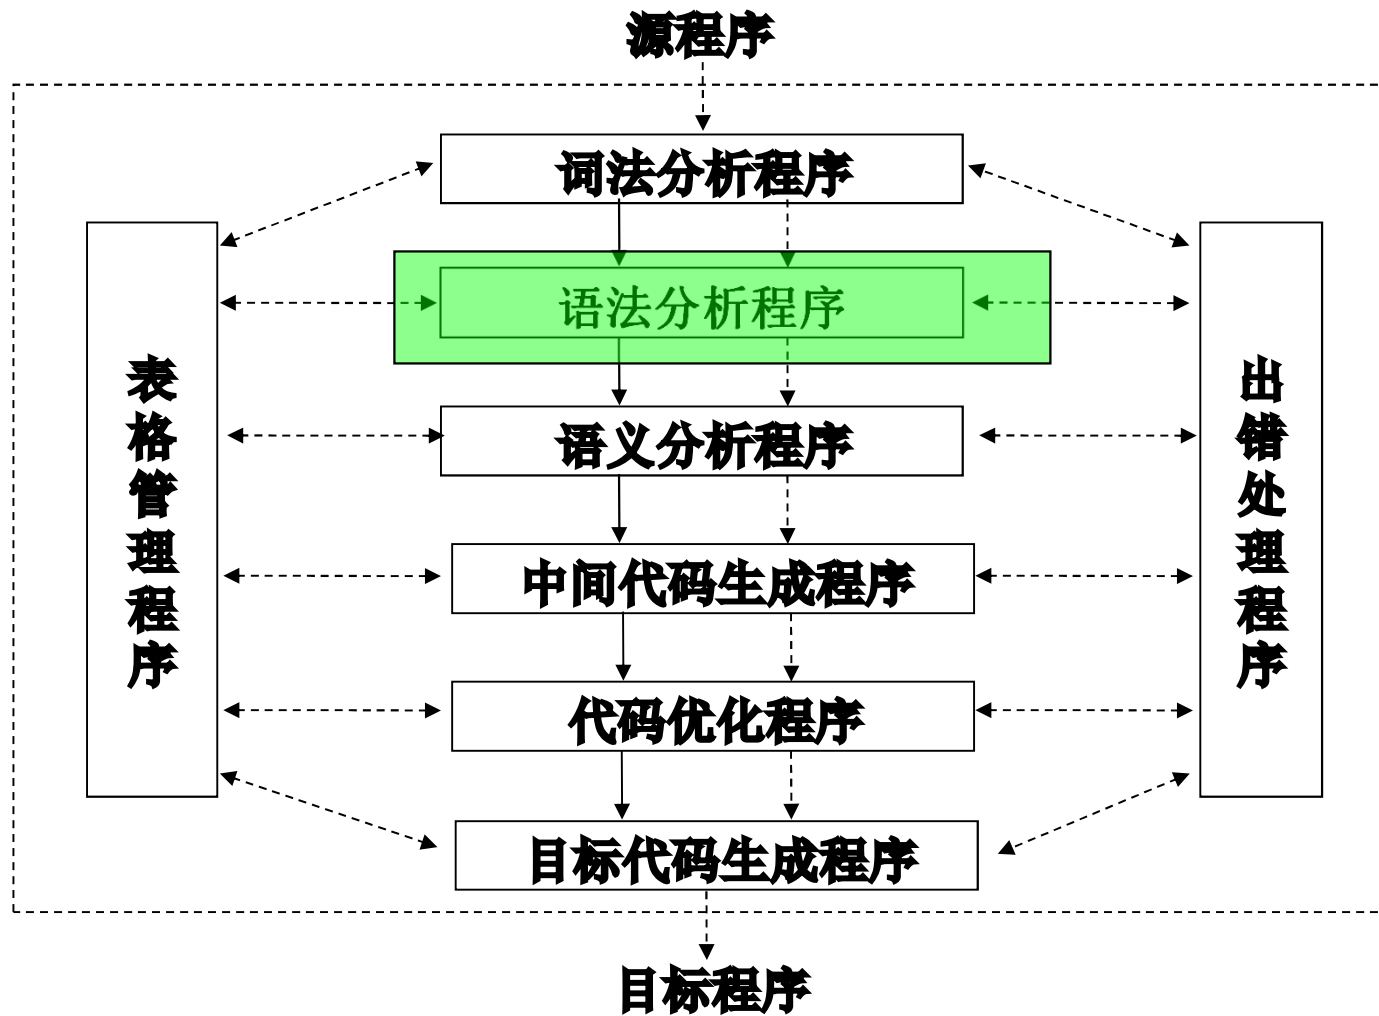 源程序
词法分析程序
语法分析程序
语义分析程序
中间代码生成程序
代码优化程序
目标代码生成程序
表格管理程序
出错处理程序
目标程序